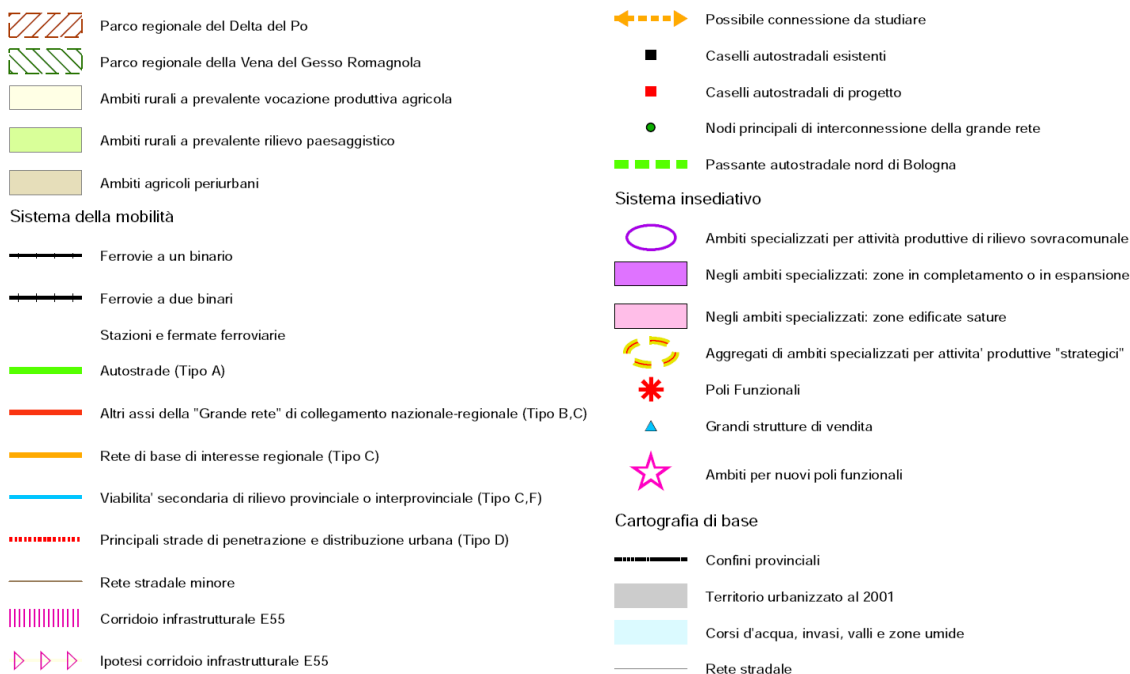 Parco regionale del Delta del Po
Parco regionale della Vena del Gesso Romagnola
Ambiti rurali a prevalente vocazione produttiva agricola
Ambiti rurali a prevalente rilievo paesaggistico
Ambiti agricoli periurbani
Sistema della mobilità
Ferrovie a un binario
Ferrovie a due binari
Stazioni e fermate ferroviarie
Autostrade (Tipo A)
Altri assi della "Grande rete" di collegamento nazionale-regionale (Tipo B,C)
Rete di base di interesse regionale (Tipo C)
Viabilita' secondaria di rilievo provinciale o interprovinciale (Tipo C,F)
Principali strade di penetrazione e distribuzione urbana (Tipo D)
Rete stradale minore
Corridoio infrastrutturale E55
Ipotesi corridoio infrastrutturale E55
Possibile connessione da studiare
Caselli autostradali esistenti
Caselli autostradali di progetto
Nodi principali di interconnessione della grande rete
Passante autostradale nord di Bologna
Sistema insediativo
Ambiti specializzati per attività produttive di rilievo sovracomunale
Negli ambiti specializzati: zone in completamento o in espansione
Negli ambiti specializzati: zone edificate sature
Aggregati di ambiti specializzati per attivita' produttive "strategici"
Poli Funzionali
Grandi strutture di vendita
Ambiti per nuovi poli funzionali
Cartografia di base
Confini provinciali
Territorio urbanizzato al 2001
Corsi d'acqua, invasi, valli e zone umide
Rete stradale